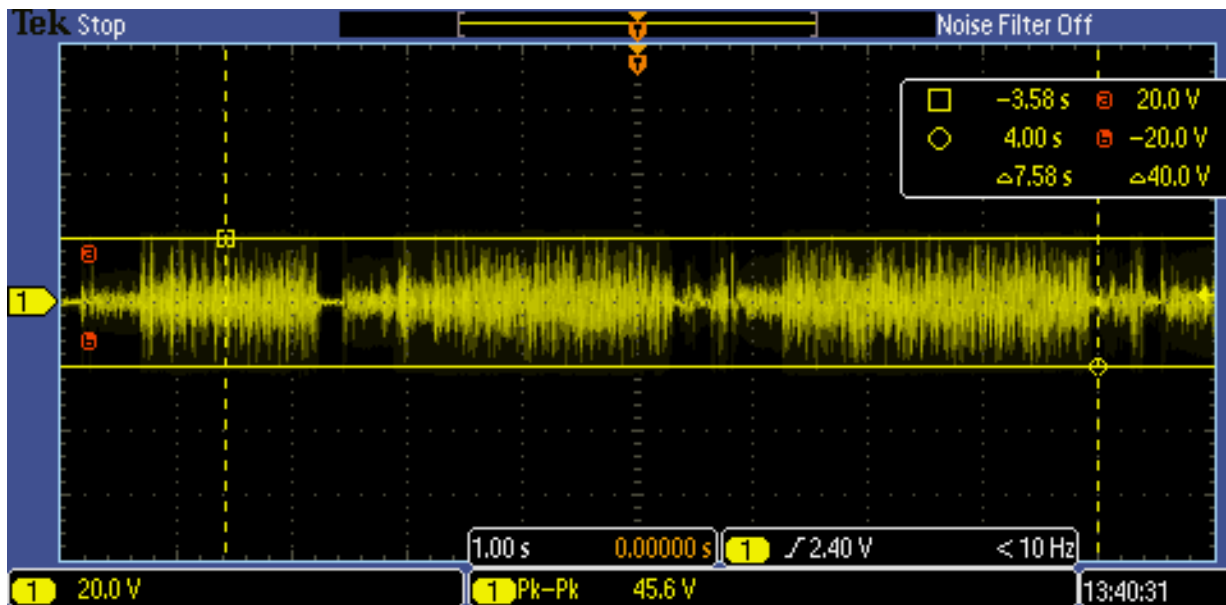 Tek Stop
Noise Filter Off
T
T
−3.58 s a 20.0 V
4.00 s b −20.0 V
△7.58 s △40.0 V
a
1
b
1.00 s 0.00000 s
1 2.40 V < 10 Hz
1 20.0 V
1 Pk–Pk 45.6 V
13:40:31